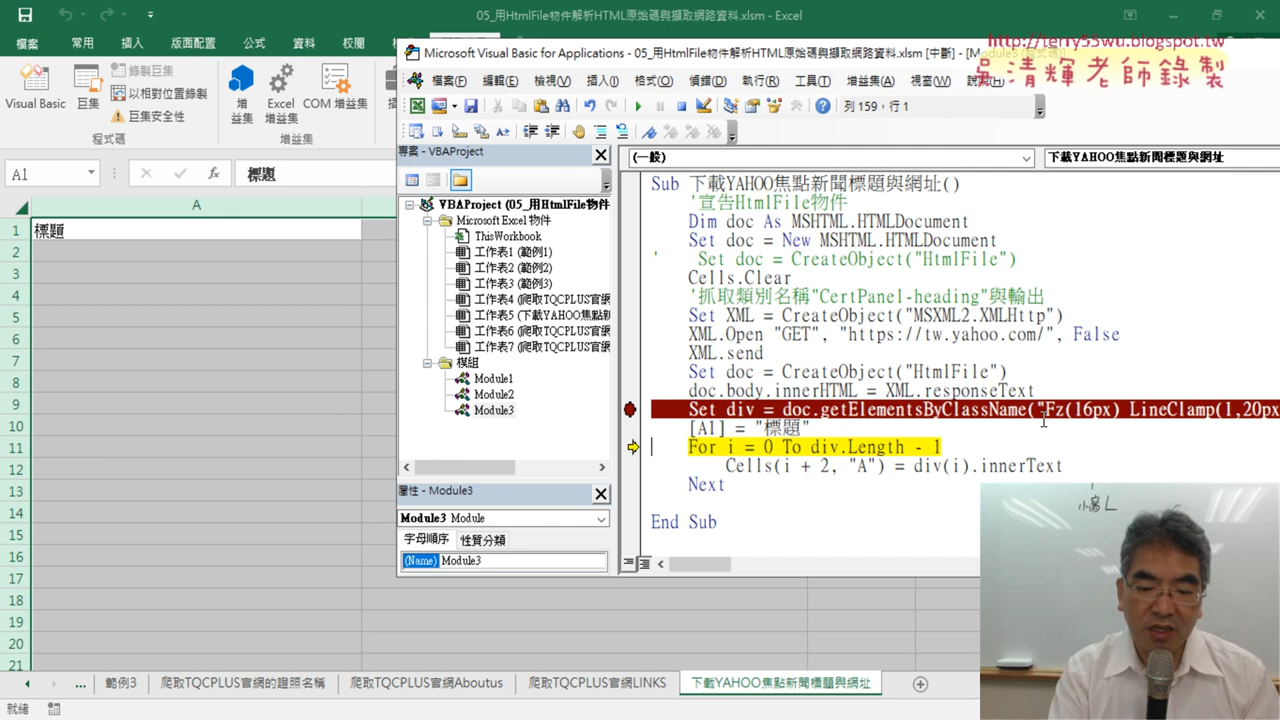 05_用HtmlFile物件解析HTML原始碼與擷取網路資料.xlsm - Excel
檔案 常用 插入 版面配置 公式 資料 校閱
Visual Basic 巨集 錄製巨集 以相對位置錄製 巨集安全性 增益集 Excel 增益集 COM 增益集
程式碼 增益集
A1 標題
A
1 標題
2
3
4
5
6
7
8
9
10
11
12
13
14
15
16
17
18
19
20
21
... 範例3 爬取TQCPLUS官網的證照名稱 爬取TQCPLUS官網Aboutus 爬取TQCPLUS官網LINKS 下載YAHOO焦點新聞標題與網址
就緒
Microsoft Visual Basic for Applications - 05_用HtmlFile物件解析HTML原始碼與擷取網路資料.xlsm [中斷] - [Mo
http://terry55wu.blogspot.tw
吳清輝老師錄製
檔案(F) 編輯(E) 檢視(V) 插入(I) 格式(O) 偵錯(D) 執行(R) 工具(T) 增益集(A) 視窗(W) 說明(H)
列 159，行 1
專案 - VBAProject
VBAProject (05_用HtmlFile物件
Microsoft Excel 物件
ThisWorkbook
工作表1 (範例1)
工作表2 (範例2)
工作表3 (範例3)
工作表4 (爬取TQCPLUS官網
工作表5 (下載YAHOO焦點新
工作表6 (爬取TQCPLUS官網
工作表7 (爬取TQCPLUS官網
模組
Module1
Module2
Module3
屬性 - Module3
Module3 Module
字母順序 性質分類
(Name) Module3
(一般) 下載YAHOO焦點新聞標題與網址
Sub 下載YAHOO焦點新聞標題與網址()
'宣告HtmlFile物件
Dim doc As MSHTML.HTMLDocument
Set doc = New MSHTML.HTMLDocument
' Set doc = CreateObject("HtmlFile")
Cells.Clear
'抓取類別名稱"CertPanel-heading"與輸出
Set XML = CreateObject("MSXML2.XMLHttp")
XML.Open "GET", "https://tw.yahoo.com/", False
XML.send
Set doc = CreateObject("HtmlFile")
doc.body.innerHTML = XML.responseText
Set div = doc.getElementsByClassName("Fz(16px) LineClamp(1,20px
[A1] = "標題"
For i = 0 To div.Length - 1
Cells(i + 2, "A") = div(i).innerText
Next
End Sub